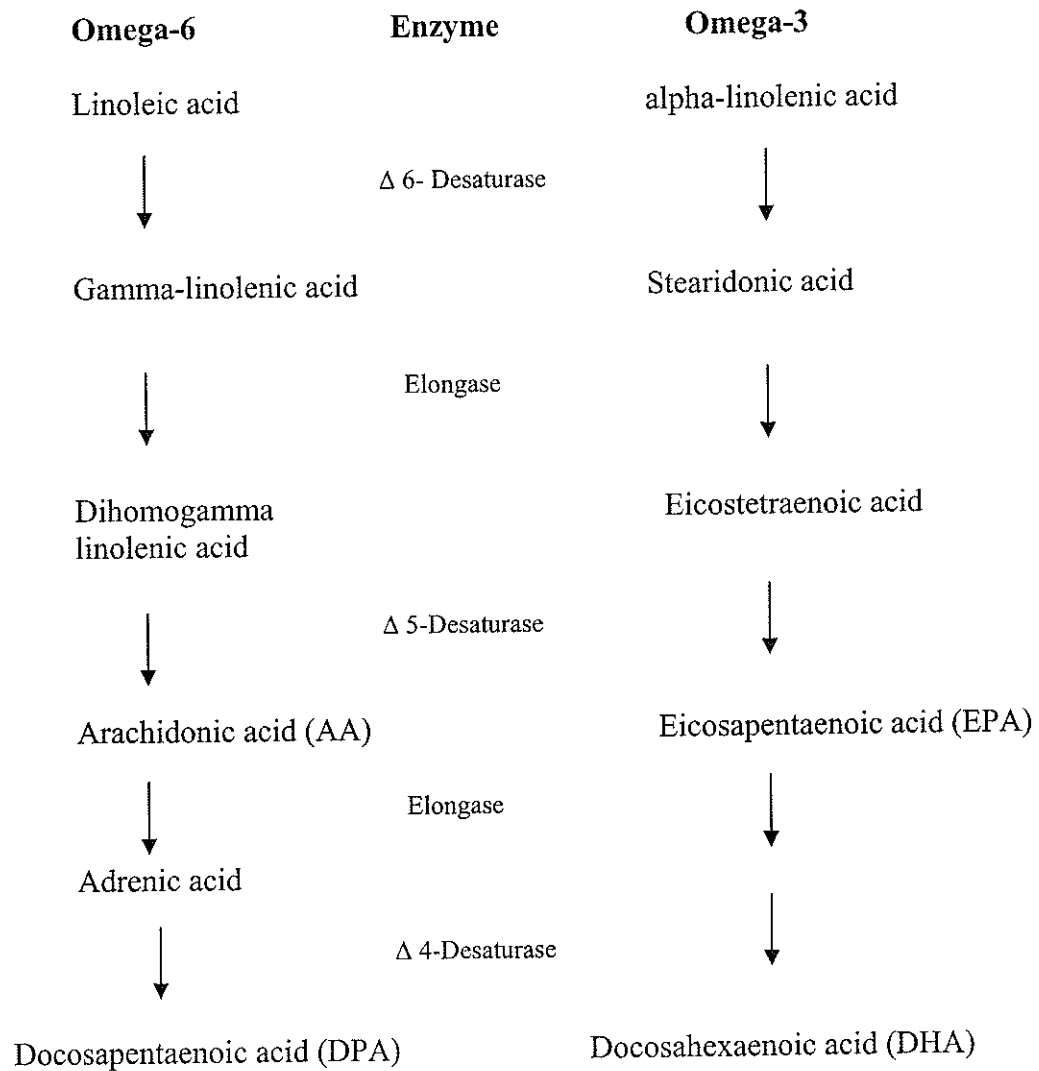 Omega-6 Enzyme Omega-3
Linoleic acid alpha-linolenic acid
Δ 6- Desaturase
Gamma-linolenic acid Stearidonic acid
Elongase
Dihomogamma
linolenic acid
Eicostetraenoic acid
Δ 5-Desaturase
Arachidonic acid (AA) Eicosapentaenoic acid (EPA)
Elongase
Adrenic acid
Δ 4-Desaturase
Docosapentaenoic acid (DPA) Docosahexaenoic acid (DHA)